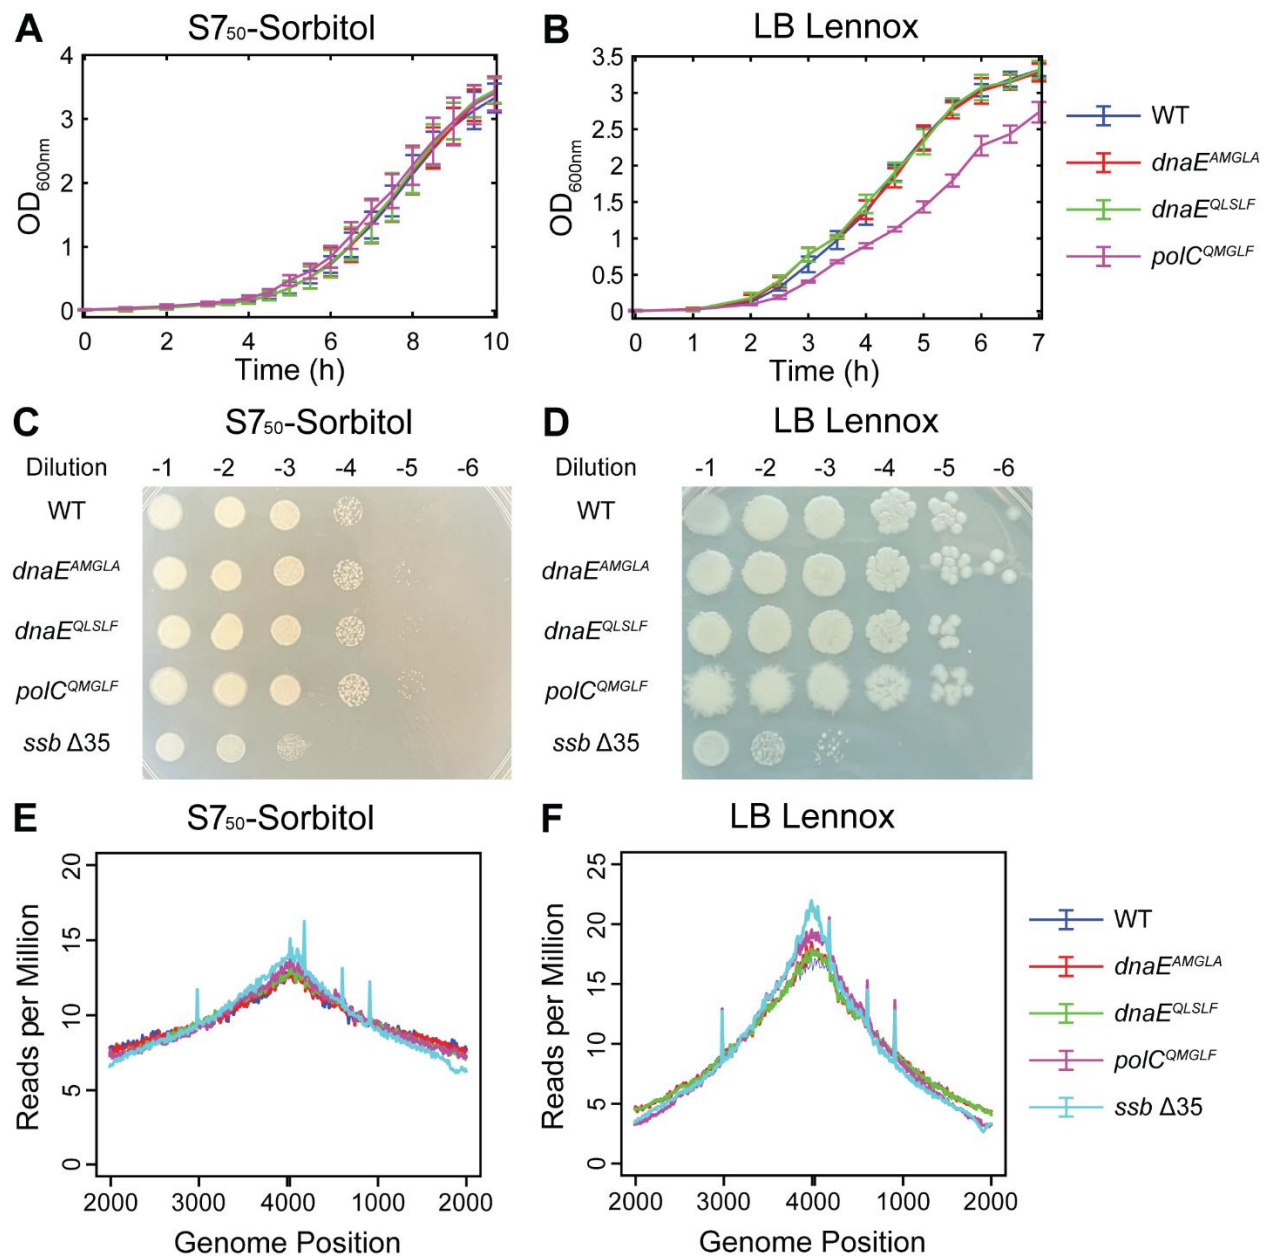 A S7₅₀-Sorbitol
OD600nm
4
3
2
1
0
0 2 4 6 8 10
Time (h)
B LB Lennox
OD600nm
3.5
3
2.5
2
1.5
1
0.5
0
0 1 2 3 4 5 6 7
Time (h)
WT
dnaE^AMGLA
dnaE^QLSLF
polC^QMGLF
C S7₅₀-Sorbitol
Dilution -1 -2 -3 -4 -5 -6
WT
dnaE^AMGLA
dnaE^QLSLF
polC^QMGLF
ssb Δ35
D LB Lennox
Dilution -1 -2 -3 -4 -5 -6
WT
dnaE^AMGLA
dnaE^QLSLF
polC^QMGLF
ssb Δ35
E S7₅₀-Sorbitol
Reads per Million
20
15
10
5
0
2000 3000 4000 1000 2000
Genome Position
F LB Lennox
Reads per Million
25
20
15
10
5
0
2000 3000 4000 1000 2000
Genome Position
WT
dnaE^AMGLA
dnaE^QLSLF
polC^QMGLF
ssb Δ35